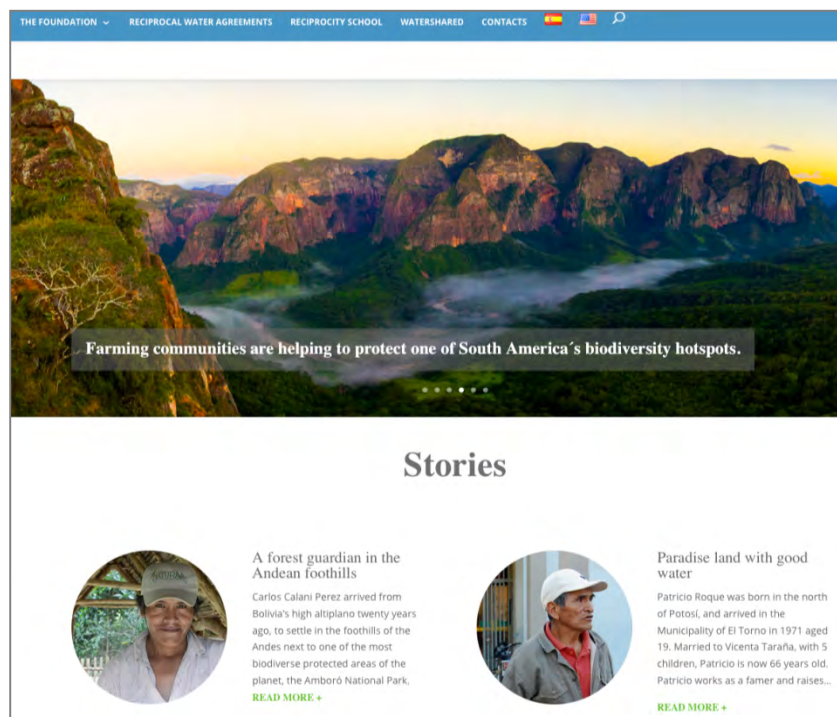 THE FOUNDATION RECIPROCAL WATER AGREEMENTS RECIPROCITY SCHOOL WATERSHARED CONTACTS
Farming communities are helping to protect one of South America´s biodiversity hotspots.
Stories
A forest guardian in the
Andean foothills
Carlos Calani Perez arrived from
Bolivia's high altiplano twenty years
ago, to settle in the foothills of the
Andes next to one of the most
biodiverse protected areas of the
planet, the Amboró National Park.
READ MORE +
Paradise land with good
water
Patricio Roque was born in the north
of Potosí, and arrived in the
Municipality of El Torno in 1971 aged
19. Married to Vicenta Taraña, with 5
children, Patricio is now 66 years old.
Patricio works as a famer and raises...
READ MORE +